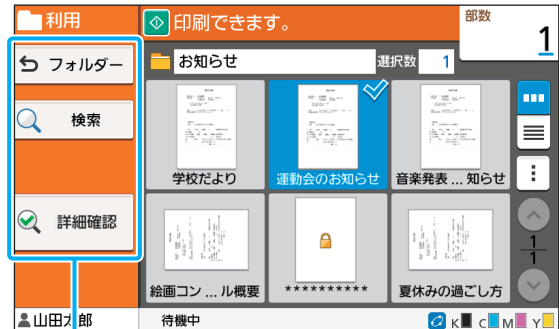 利用
印刷できます。
部数
1
フォルダー
お知らせ
選択数 1
検索
学校だより
運動会のお知らせ
音楽発表 ... 知らせ
詳細確認
1
1
絵画コン ... ル概要
**********
夏休みの過ごし方
山田太郎
待機中
K C M Y